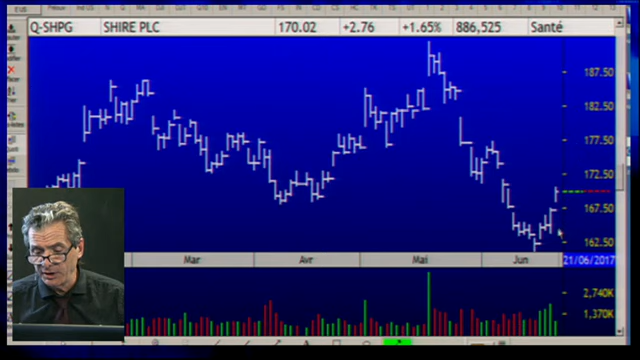 Q-SHPG SHIRE PLC 170.02 +2.76 +1.65% 886,525 Santé
187.50
182.50
177.50
172.50
167.50
162.50
Mar Avr Mai Jun 21/06/2017
2,740K
1,370K